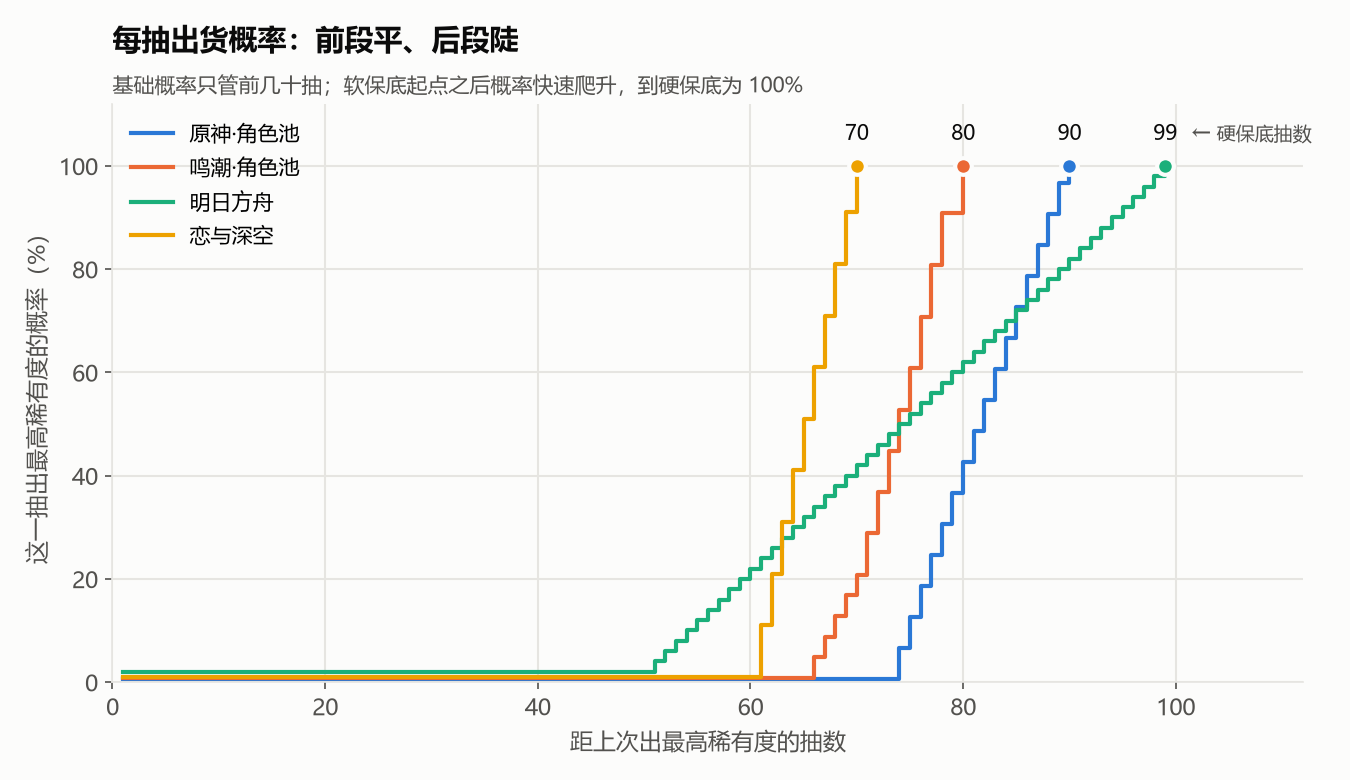 每抽出货概率：前段平、后段陡
基础概率只管前几十抽；软保底起点之后概率快速爬升，到硬保底为 100%
原神·角色池
鸣潮·角色池
明日方舟
恋与深空
70 80 90 99 ← 硬保底抽数
这一抽出最高稀有度的概率（%）
100
80
60
40
20
0
0 20 40 60 80 100
距上次出最高稀有度的抽数